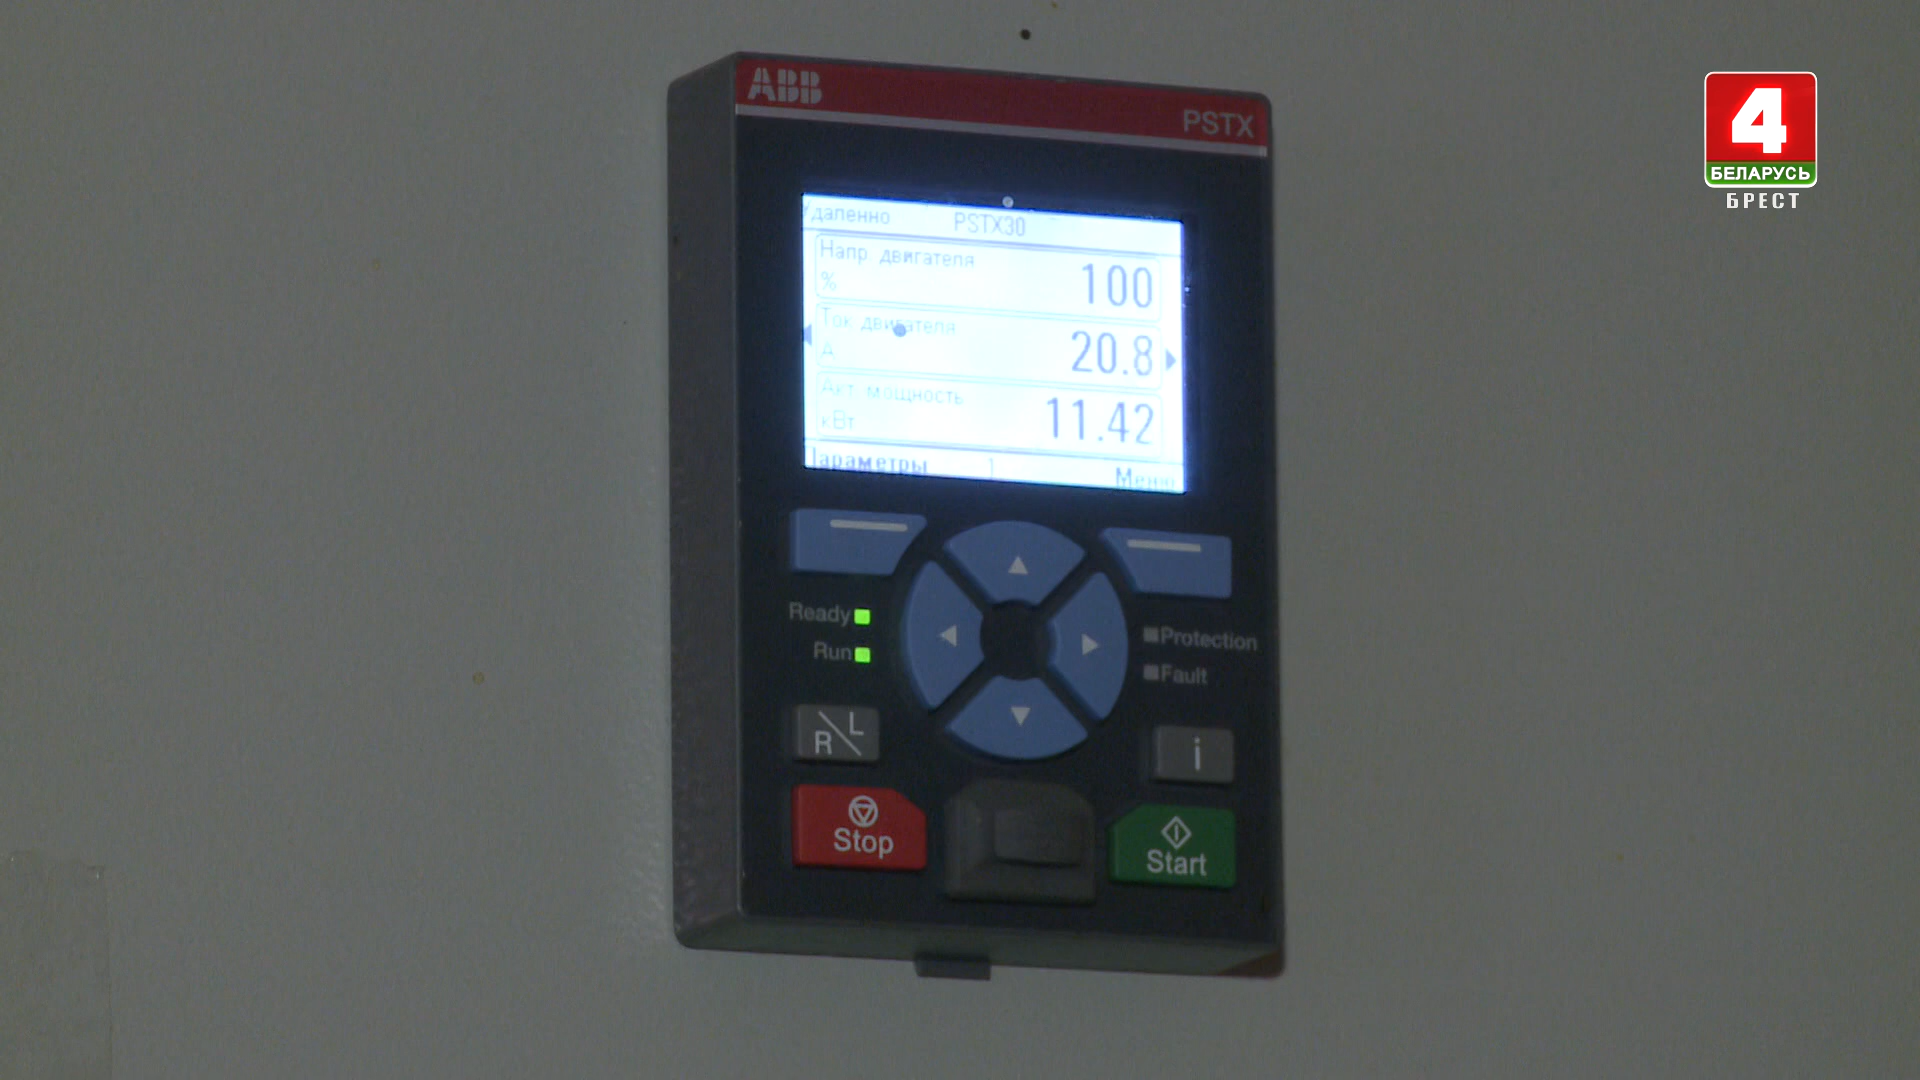 ABB
PSTX
4
БЕЛАРУСЬ
БРЕСТ
Удаленно PSTX30
Напр. двигателя
% 100
Ток двигателя
A 20.8
Акт. мощность
кВт 11.42
Параметры Меню
Ready
Run
Protection
Fault
R L
i
Stop
Start